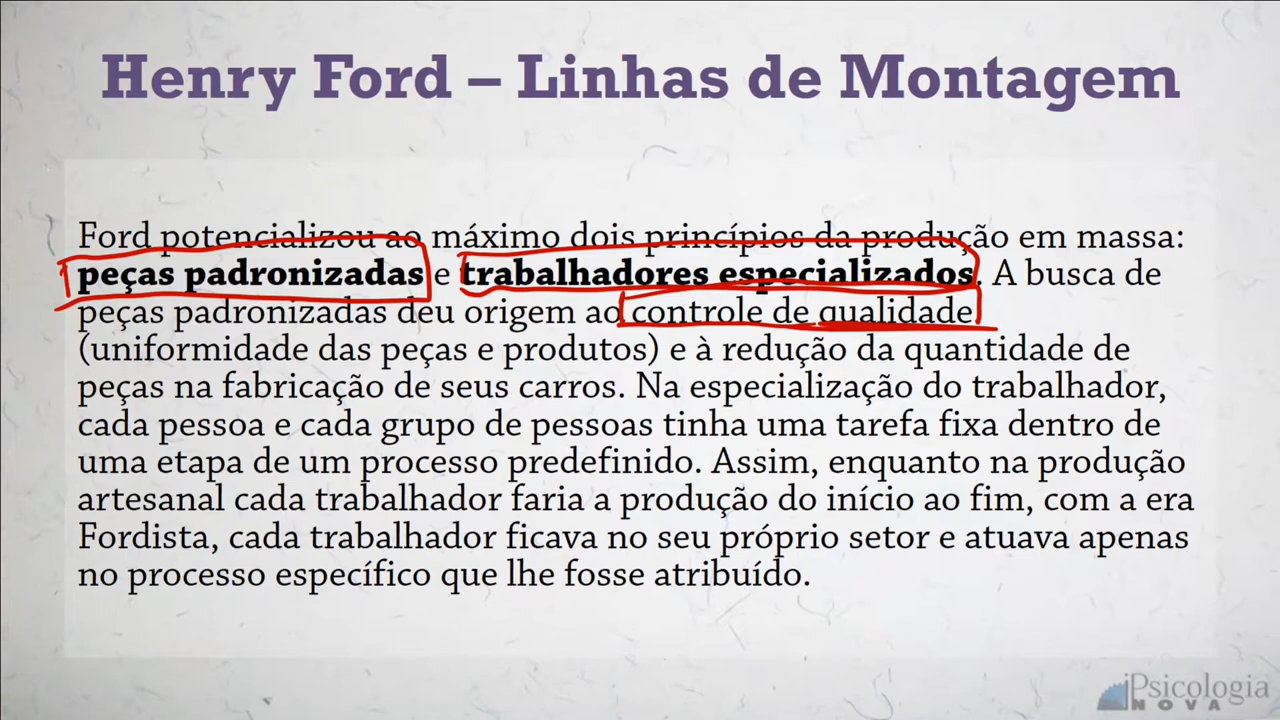 Henry Ford – Linhas de Montagem
Ford potencializou ao máximo dois princípios da produção em massa:
peças padronizadas e trabalhadores especializados. A busca de
peças padronizadas deu origem ao controle de qualidade
(uniformidade das peças e produtos) e à redução da quantidade de
peças na fabricação de seus carros. Na especialização do trabalhador,
cada pessoa e cada grupo de pessoas tinha uma tarefa fixa dentro de
uma etapa de um processo predefinido. Assim, enquanto na produção
artesanal cada trabalhador faria a produção do início ao fim, com a era
Fordista, cada trabalhador ficava no seu próprio setor e atuava apenas
no processo específico que lhe fosse atribuído.
Psicologia
NOVA